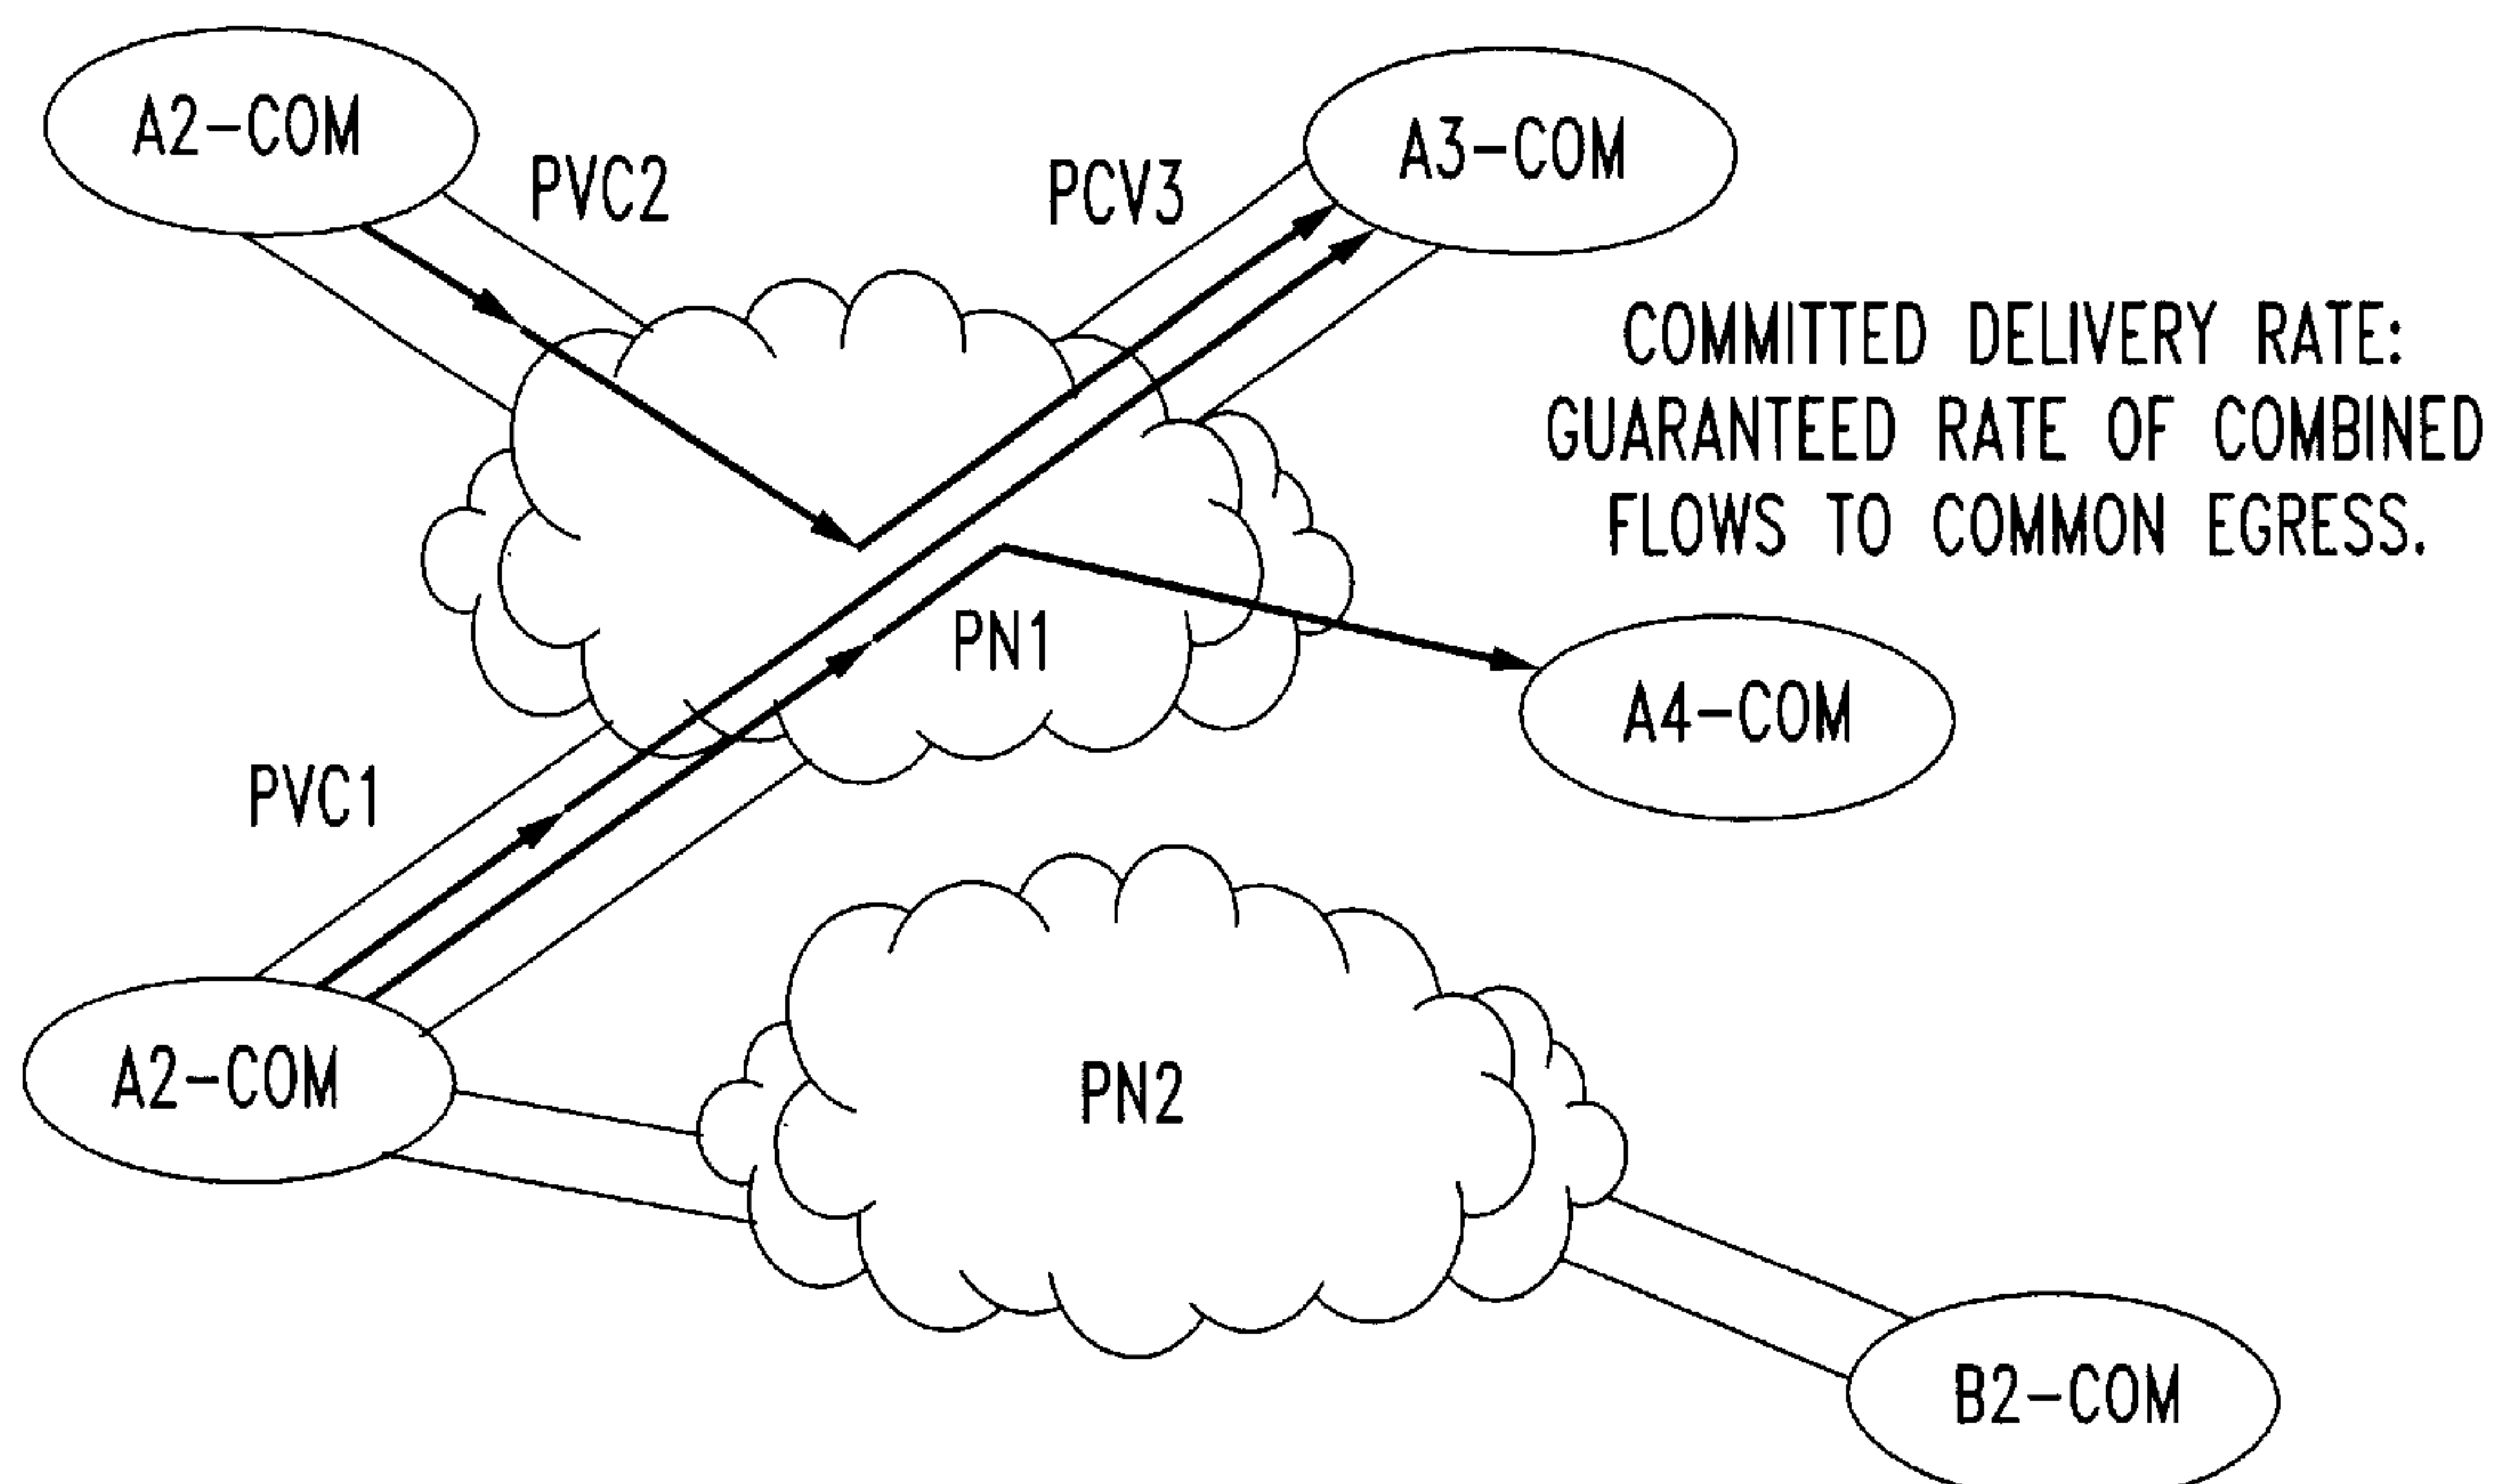 A2-COM
PVC2
PCV3
A3-COM
COMMITTED DELIVERY RATE:
GUARANTEED RATE OF COMBINED
FLOWS TO COMMON EGRESS.
PN1
A4-COM
PVC1
A2-COM
PN2
B2-COM